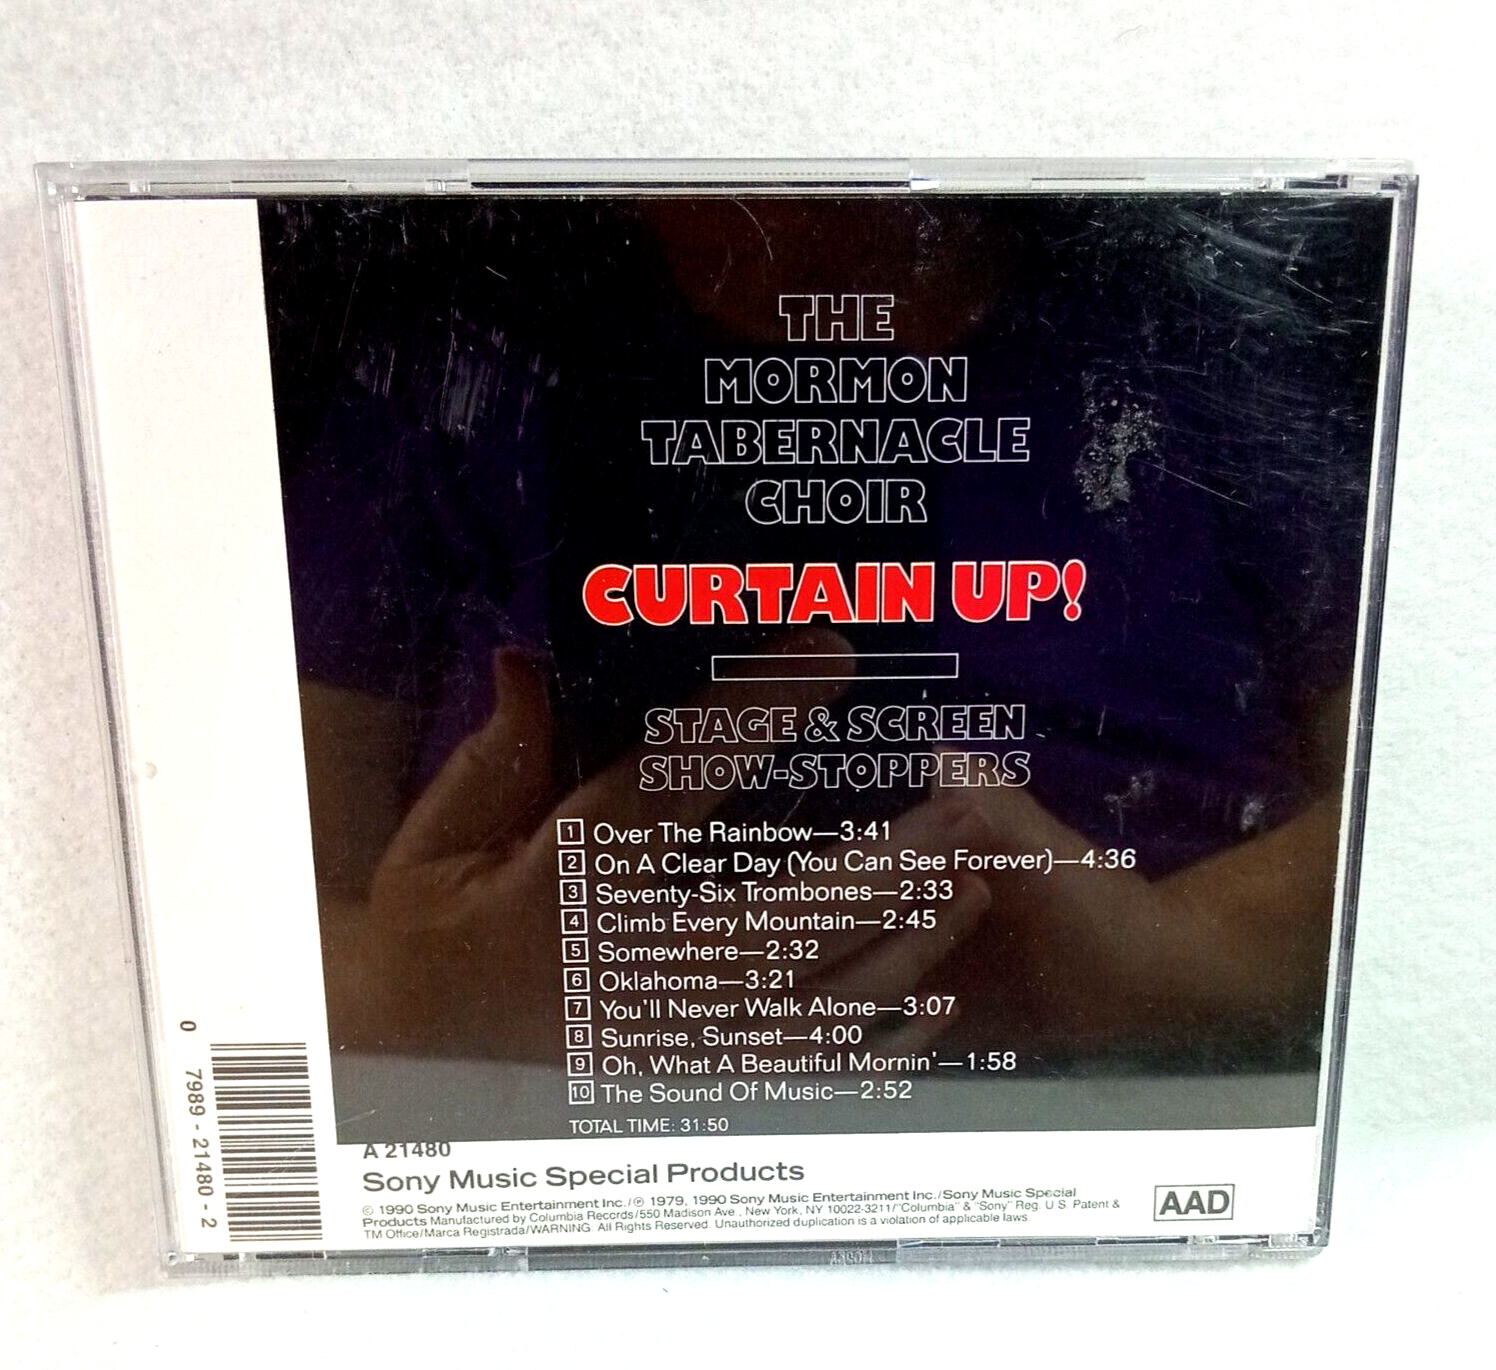 THE
MORMON
TABERNACLE
CHOIR
CURTAIN UP!
STAGE & SCREEN
SHOW-STOPPERS
1 Over The Rainbow—3:41
2 On A Clear Day (You Can See Forever)—4:36
3 Seventy-Six Trombones—2:33
4 Climb Every Mountain—2:45
5 Somewhere—2:32
6 Oklahoma—3:21
7 You'll Never Walk Alone—3:07
8 Sunrise, Sunset—4:00
9 Oh, What A Beautiful Mornin'—1:58
10 The Sound Of Music—2:52
TOTAL TIME: 31:50
A 21480
Sony Music Special Products
© 1990 Sony Music Entertainment Inc./℗ 1979, 1990 Sony Music Entertainment Inc./Sony Music Special
Products Manufactured by Columbia Records/550 Madison Ave., New York, NY 10022-3211/"Columbia" & "Sony" Reg. U.S. Patent &
TM Office/Marca Registrada/WARNING: All Rights Reserved. Unauthorized duplication is a violation of applicable laws.
AAD
0 7989-21480-2